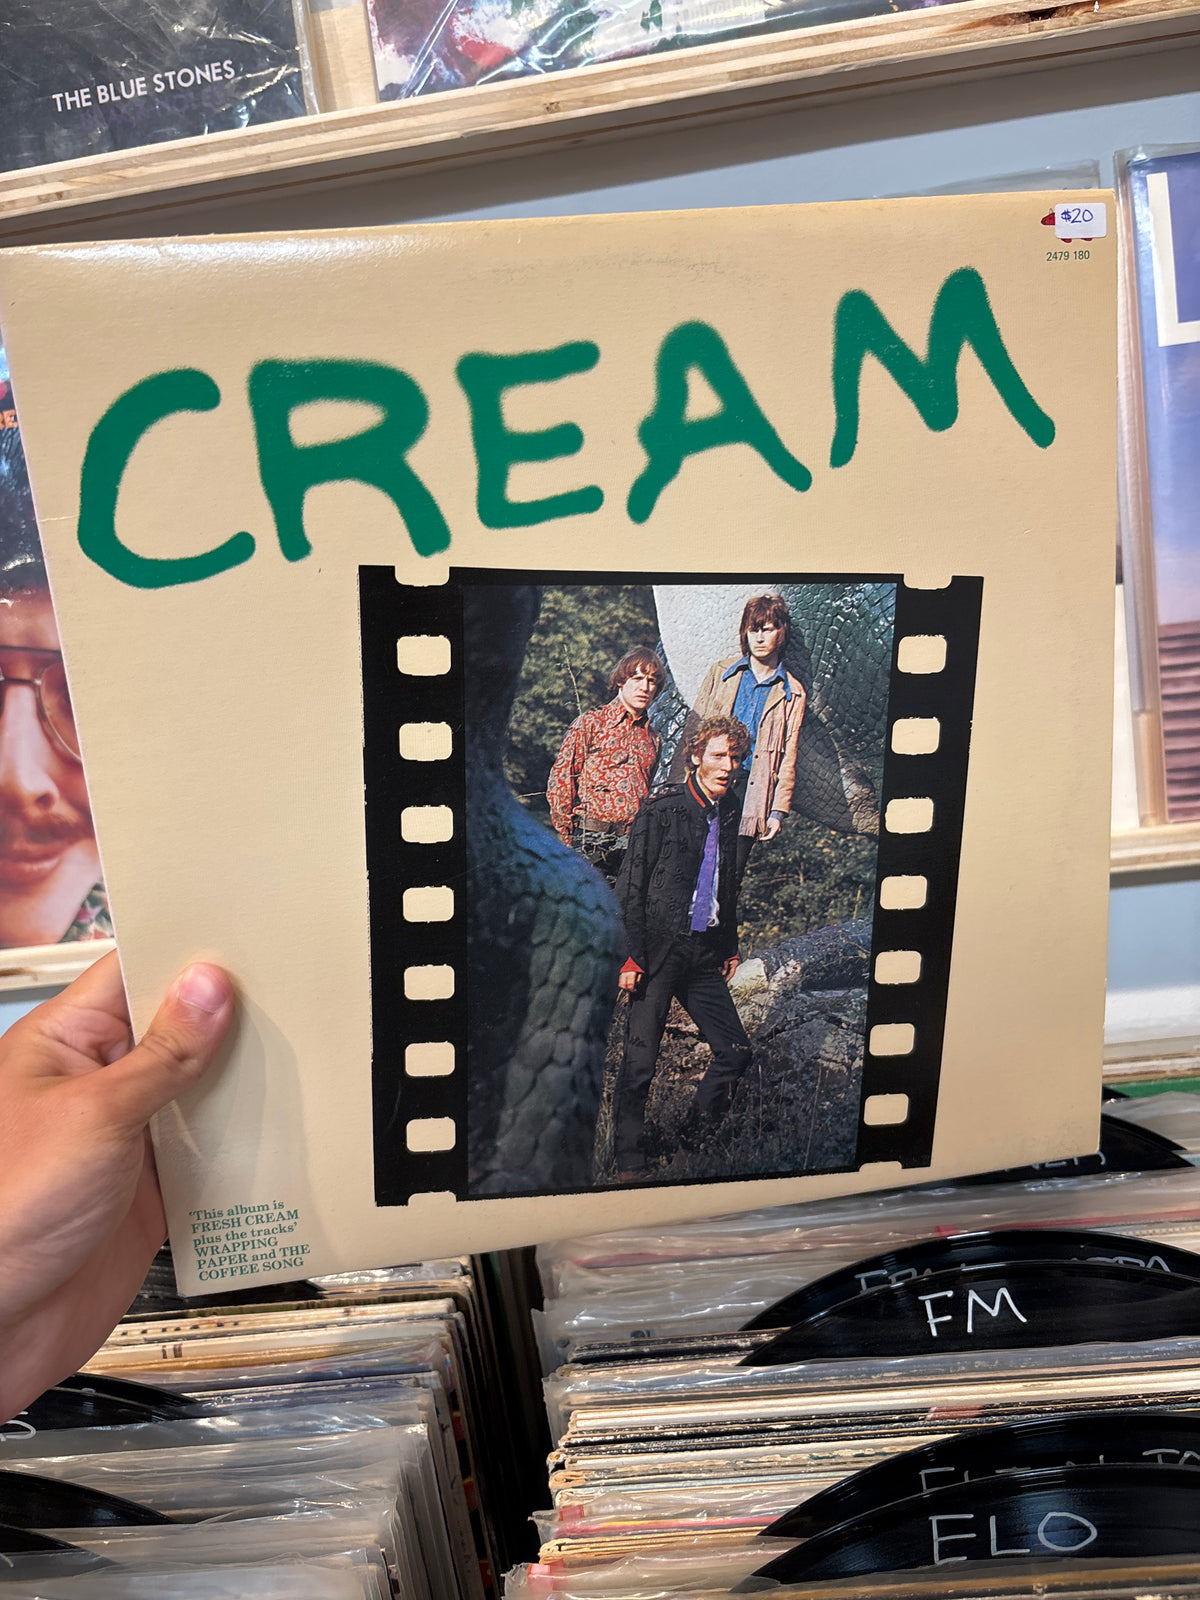 THE BLUE STONES
$20
2479 180
CREAM
'This album is
FRESH CREAM
plus the tracks'
WRAPPING
PAPER and THE
COFFEE SONG
FM
ELO